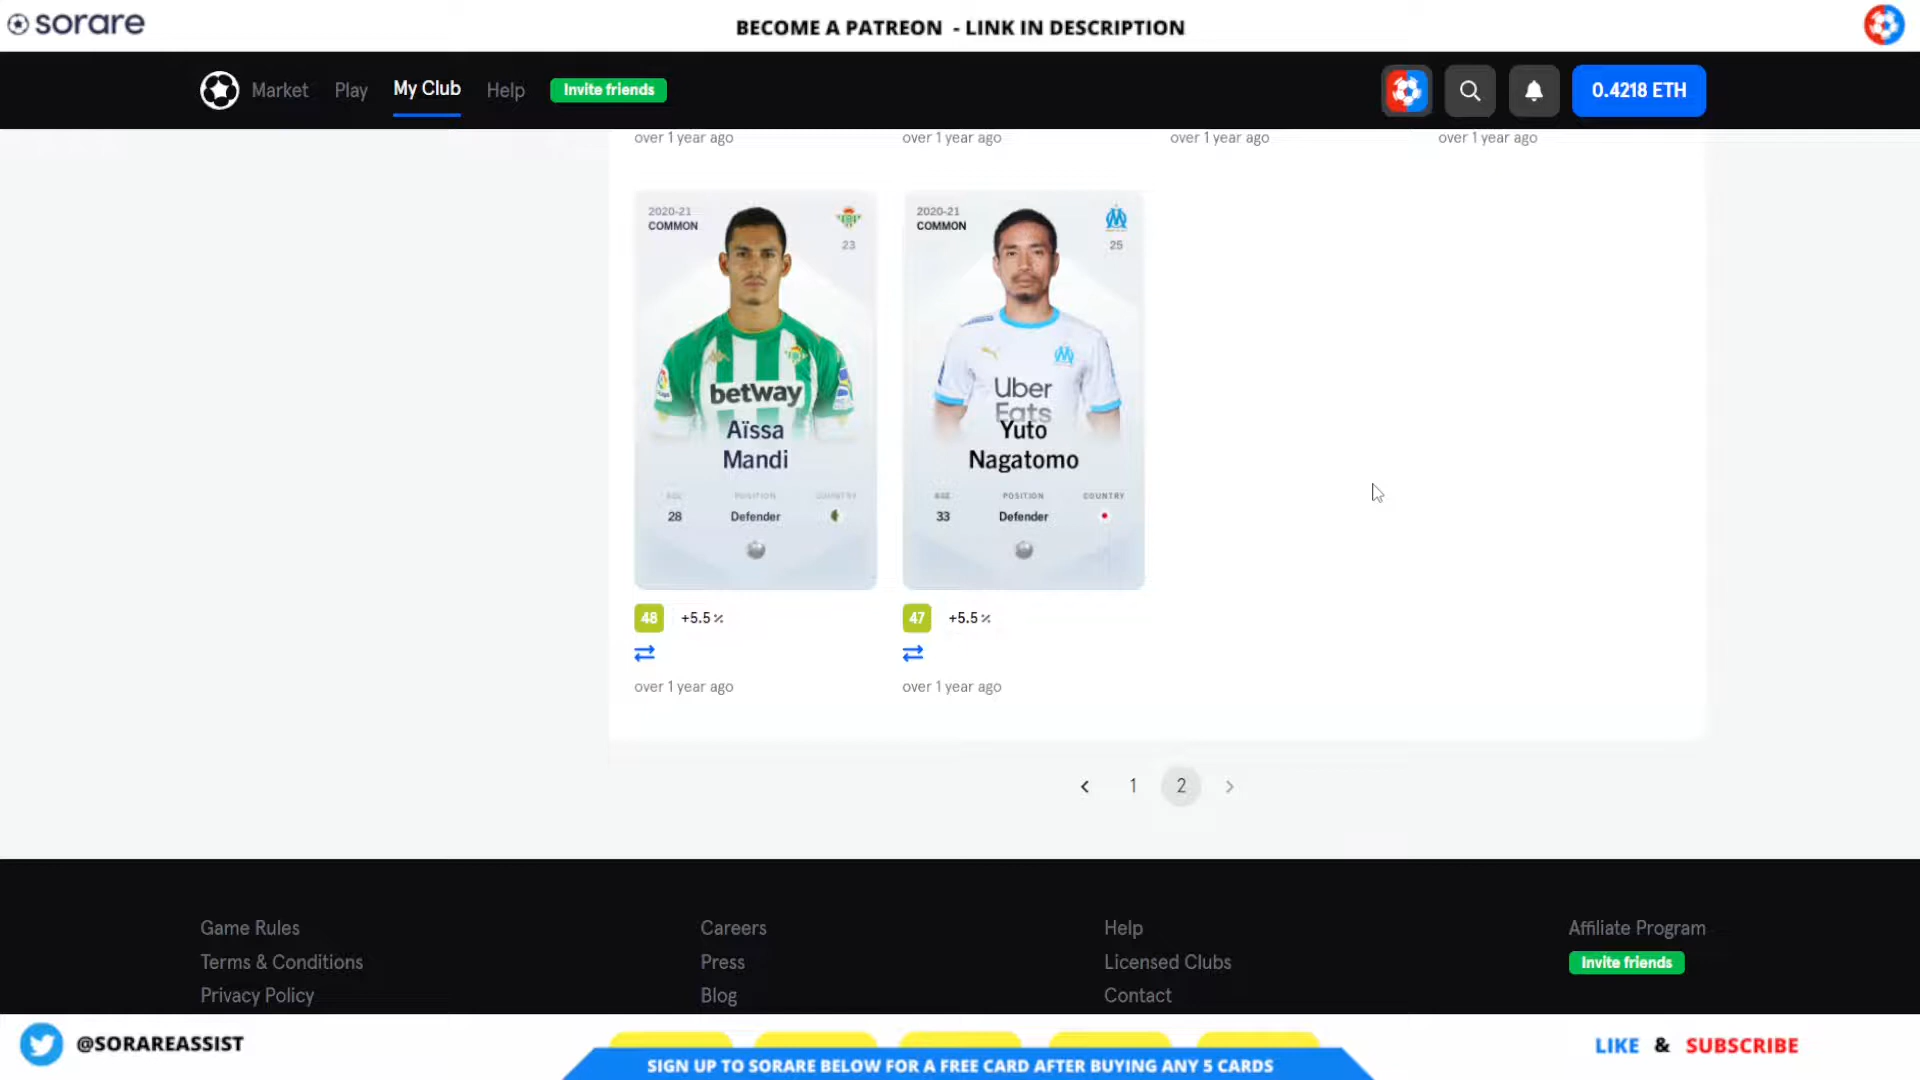 sorare
BECOME A PATREON - LINK IN DESCRIPTION
Market Play My Club Help Invite friends 0.4218 ETH
over 1 year ago over 1 year ago over 1 year ago over 1 year ago
2020-21
COMMON
23
betway
Aïssa
Mandi
AGE POSITION COUNTRY
28 Defender
2020-21
COMMON
25
Uber
Eats
Yuto
Nagatomo
AGE POSITION COUNTRY
33 Defender
48 +5.5%
47 +5.5%
over 1 year ago
over 1 year ago
1 2
Game Rules
Terms & Conditions
Privacy Policy
Careers
Press
Blog
Help
Licensed Clubs
Contact
Affiliate Program
Invite friends
@SORAREASSIST
SIGN UP TO SORARE BELOW FOR A FREE CARD AFTER BUYING ANY 5 CARDS
LIKE & SUBSCRIBE